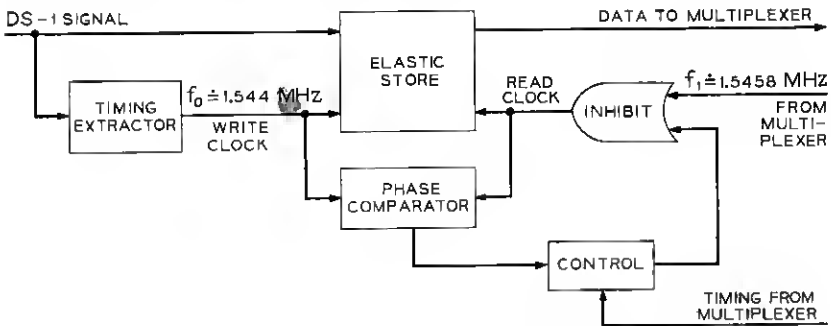 DS-1 SIGNAL
DATA TO MULTIPLEXER
ELASTIC
STORE
READ
CLOCK
f₁≐1.5458 MHz
FROM
MULTI-
PLEXER
INHIBIT
TIMING
EXTRACTOR
f₀≐1.544 MHz
WRITE
CLOCK
PHASE
COMPARATOR
CONTROL
TIMING FROM
MULTIPLEXER